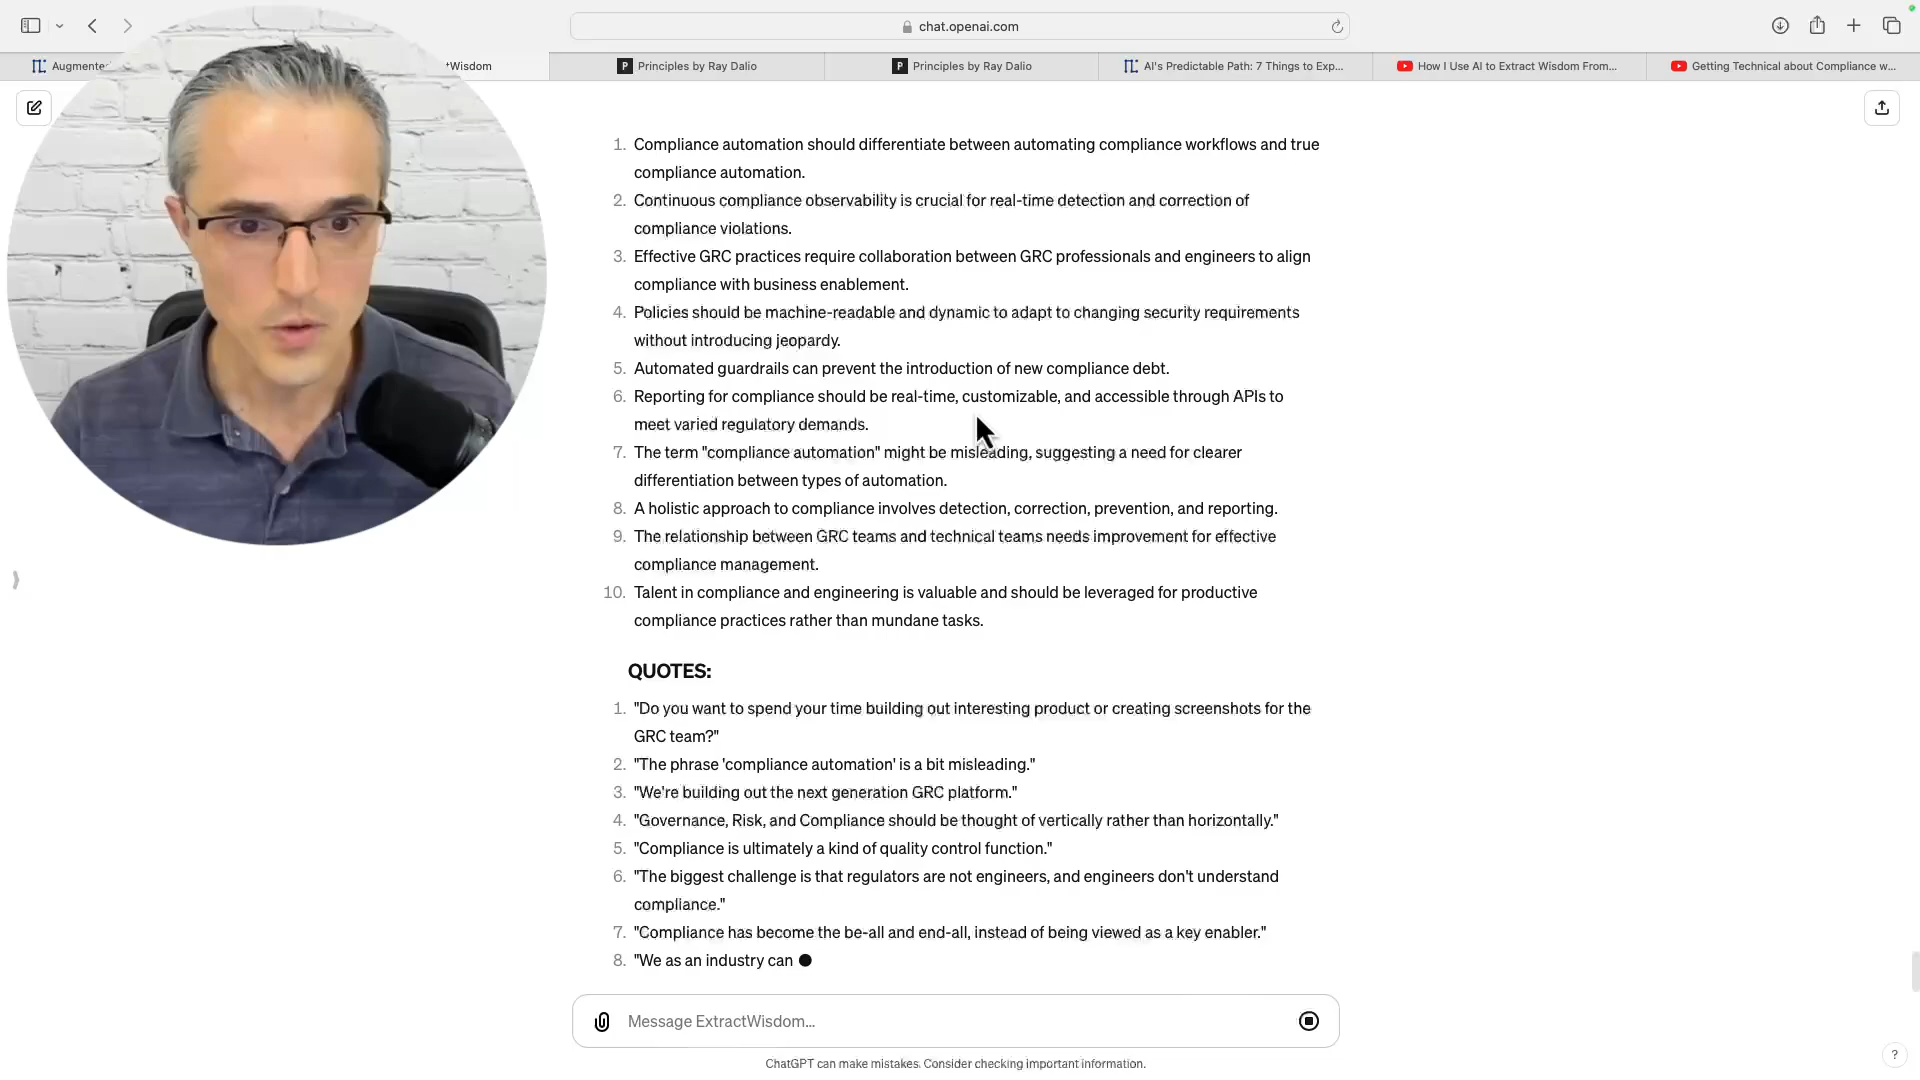 chat.openai.com
Augmente
tWisdom
Principles by Ray Dalio
Principles by Ray Dalio
AI's Predictable Path: 7 Things to Exp...
How I Use AI to Extract Wisdom From...
Getting Technical about Compliance w...
1. Compliance automation should differentiate between automating compliance workflows and true
compliance automation.
2. Continuous compliance observability is crucial for real-time detection and correction of
compliance violations.
3. Effective GRC practices require collaboration between GRC professionals and engineers to align
compliance with business enablement.
4. Policies should be machine-readable and dynamic to adapt to changing security requirements
without introducing jeopardy.
5. Automated guardrails can prevent the introduction of new compliance debt.
6. Reporting for compliance should be real-time, customizable, and accessible through APIs to
meet varied regulatory demands.
7. The term "compliance automation" might be misleading, suggesting a need for clearer
differentiation between types of automation.
8. A holistic approach to compliance involves detection, correction, prevention, and reporting.
9. The relationship between GRC teams and technical teams needs improvement for effective
compliance management.
10. Talent in compliance and engineering is valuable and should be leveraged for productive
compliance practices rather than mundane tasks.
QUOTES:
1. "Do you want to spend your time building out interesting product or creating screenshots for the
GRC team?"
2. "The phrase 'compliance automation' is a bit misleading."
3. "We're building out the next generation GRC platform."
4. "Governance, Risk, and Compliance should be thought of vertically rather than horizontally."
5. "Compliance is ultimately a kind of quality control function."
6. "The biggest challenge is that regulators are not engineers, and engineers don't understand
compliance."
7. "Compliance has become the be-all and end-all, instead of being viewed as a key enabler."
8. "We as an industry can
Message ExtractWisdom...
ChatGPT can make mistakes. Consider checking important information.
?